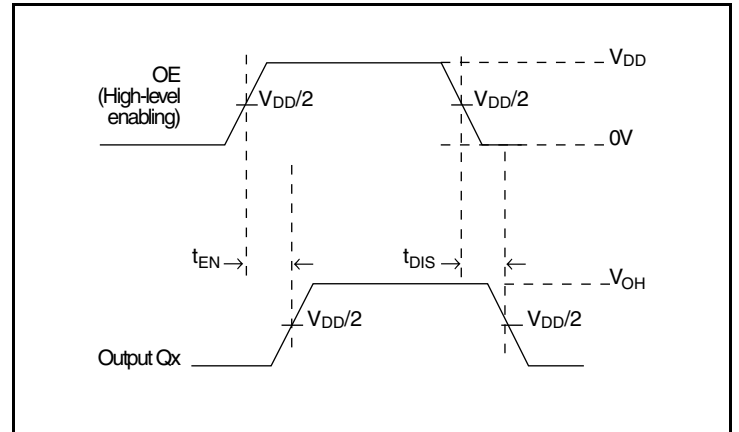 OE
(High-level
enabling)
VDD/2
VDD/2
VDD
0V
tEN
tDIS
VOH
VDD/2
VDD/2
Output Qx